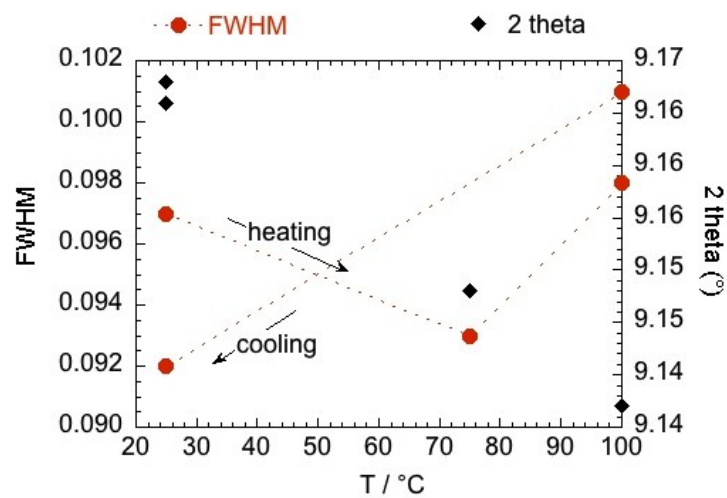 FWHM 2 theta
0.102 9.17
0.100 9.16
9.16
0.098 9.16
0.096 heating 9.15
0.094 9.15
0.092 cooling 9.14
0.090 9.14
FWHM
2 theta (°)
20 30 40 50 60 70 80 90 100
T / °C